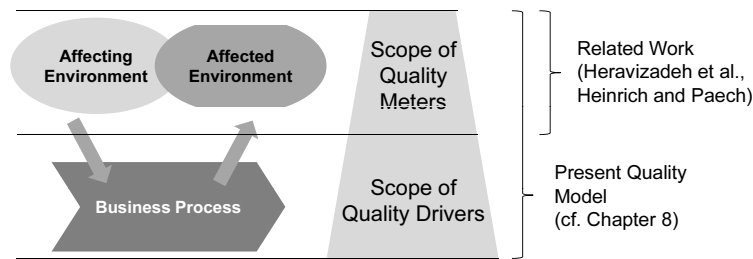 Affecting
Environment
Affected
Environment
Scope of
Quality
Meters
Related Work
(Heravizadeh et al.,
Heinrich and Paech)
Business Process
Scope of
Quality Drivers
Present Quality
Model
(cf. Chapter 8)